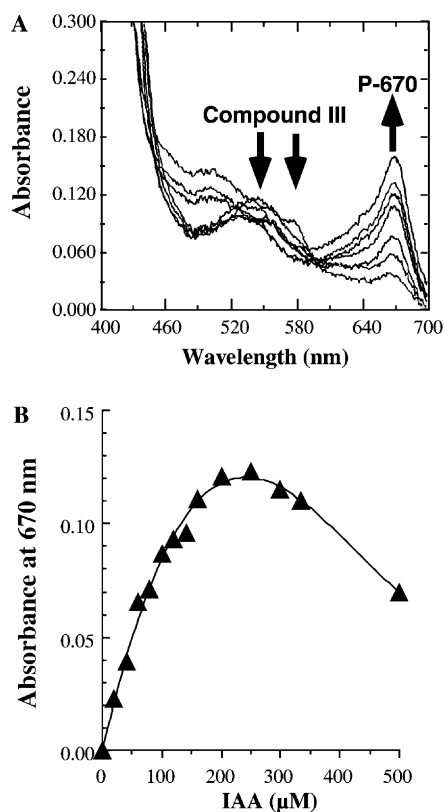 A
0.300
0.240
0.180
0.120
0.060
0.000
Absorbance
P-670
Compound III
400 460 520 580 640 700
Wavelength (nm)
B
0.15
0.10
0.05
0.00
Absorbance at 670 nm
0 100 200 300 400 500
IAA (µM)